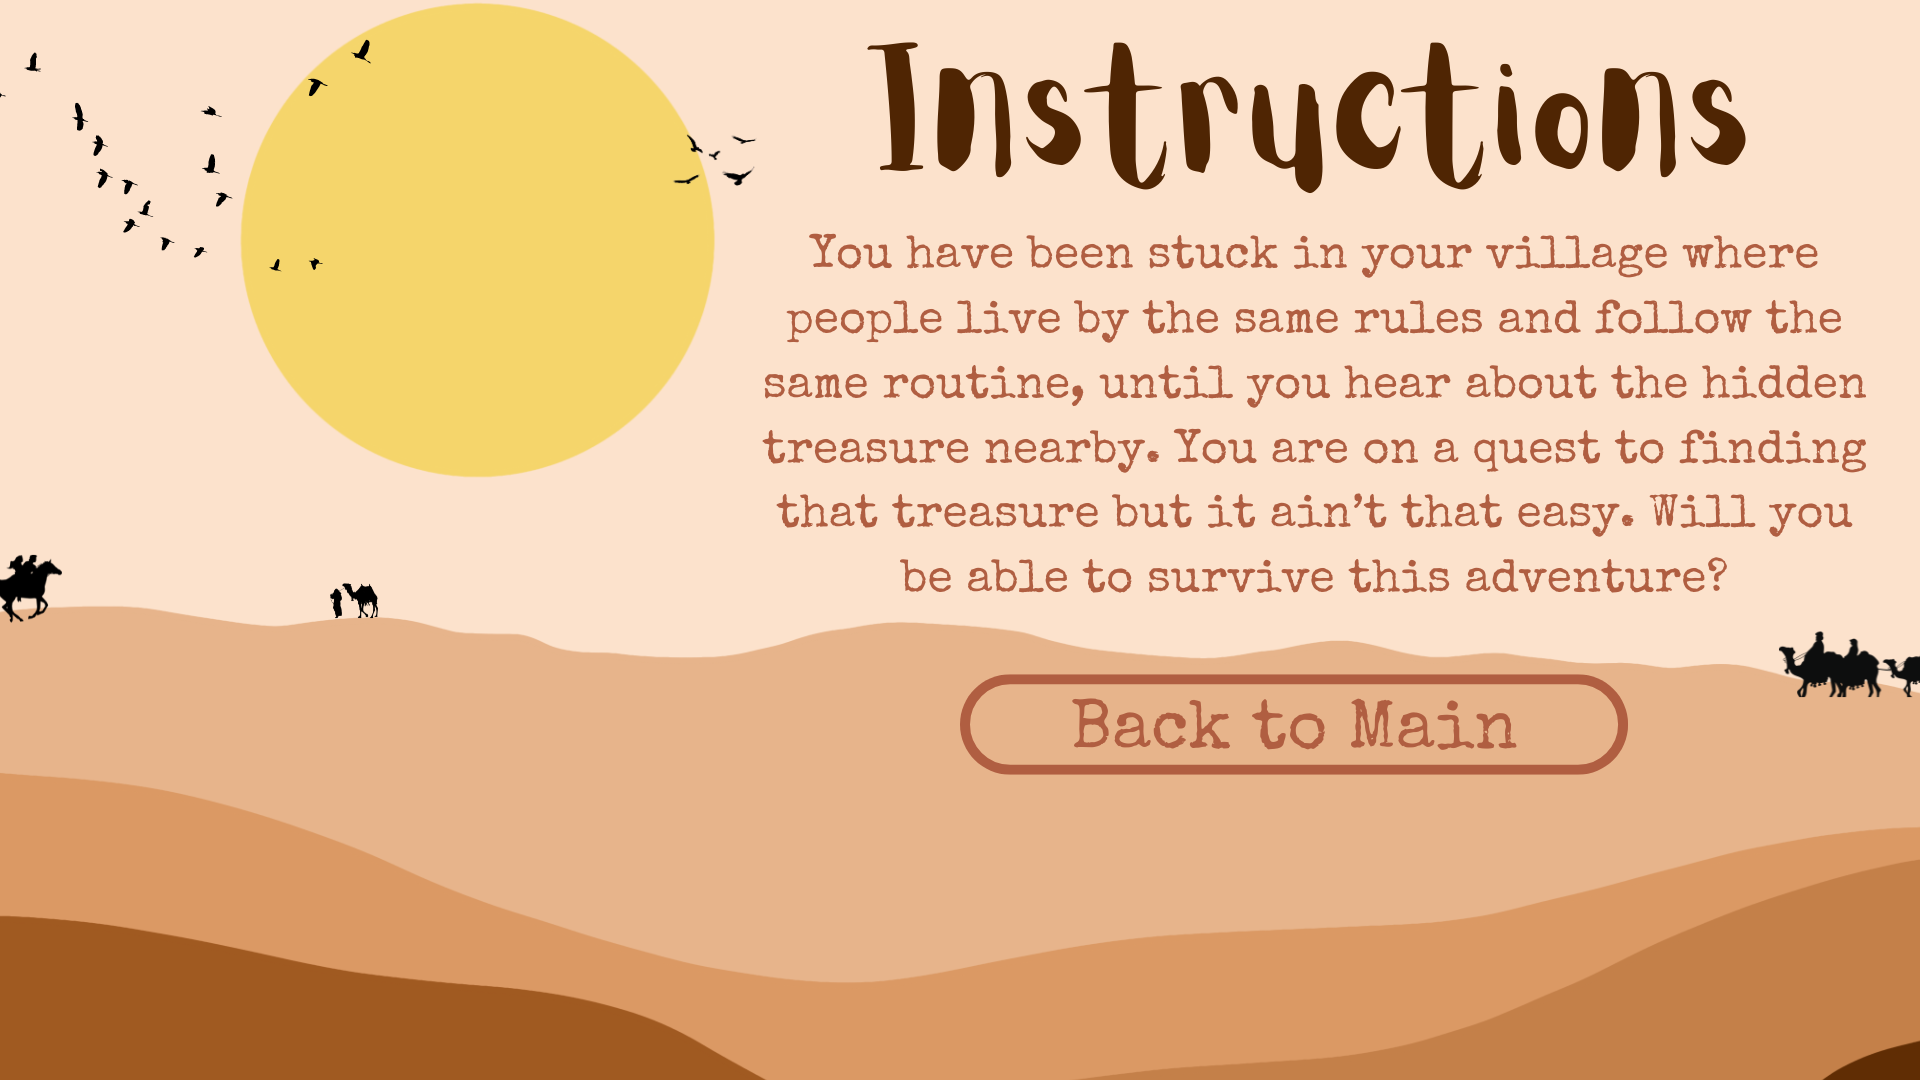 Instructions
You have been stuck in your village where
people live by the same rules and follow the
same routine, until you hear about the hidden
treasure nearby. You are on a quest to finding
that treasure but it ain’t that easy. Will you
be able to survive this adventure?
Back to Main